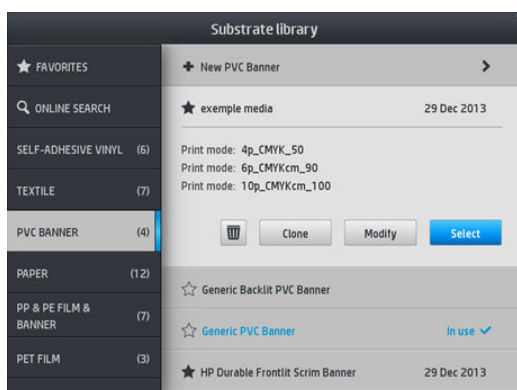 Substrate library
FAVORITES
ONLINE SEARCH
SELF-ADHESIVE VINYL (6)
TEXTILE (7)
PVC BANNER (4)
PAPER (12)
PP & PE FILM &
BANNER (7)
PET FILM (3)
New PVC Banner
exemple media 29 Dec 2013
Print mode: 4p_CMYK_50
Print mode: 6p_CMYKcm_90
Print mode: 10p_CMYKcm_100
Clone Modify Select
Generic Backlit PVC Banner
Generic PVC Banner In use
HP Durable Frontlit Scrim Banner 29 Dec 2013